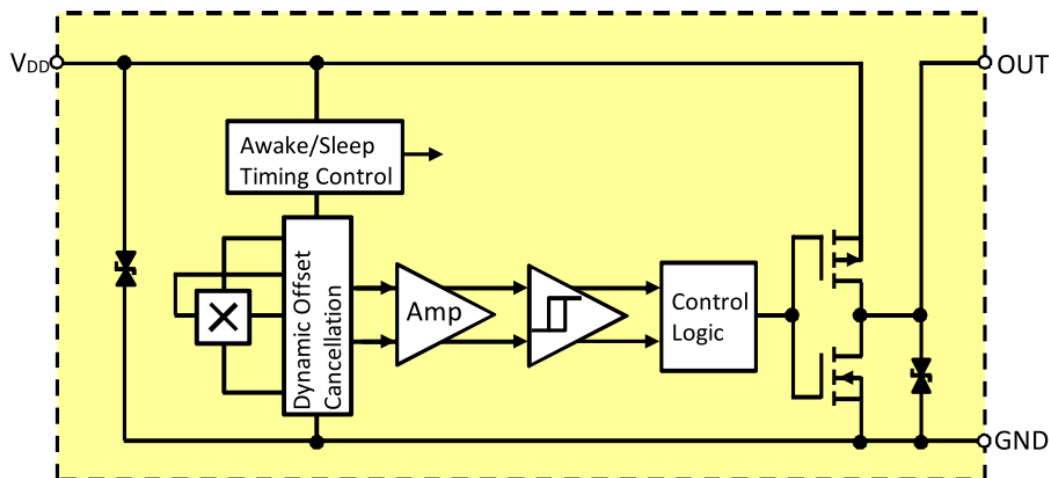 VDD
OUT
Awake/Sleep
Timing Control
Dynamic Offset
Cancellation
Amp
Control
Logic
GND